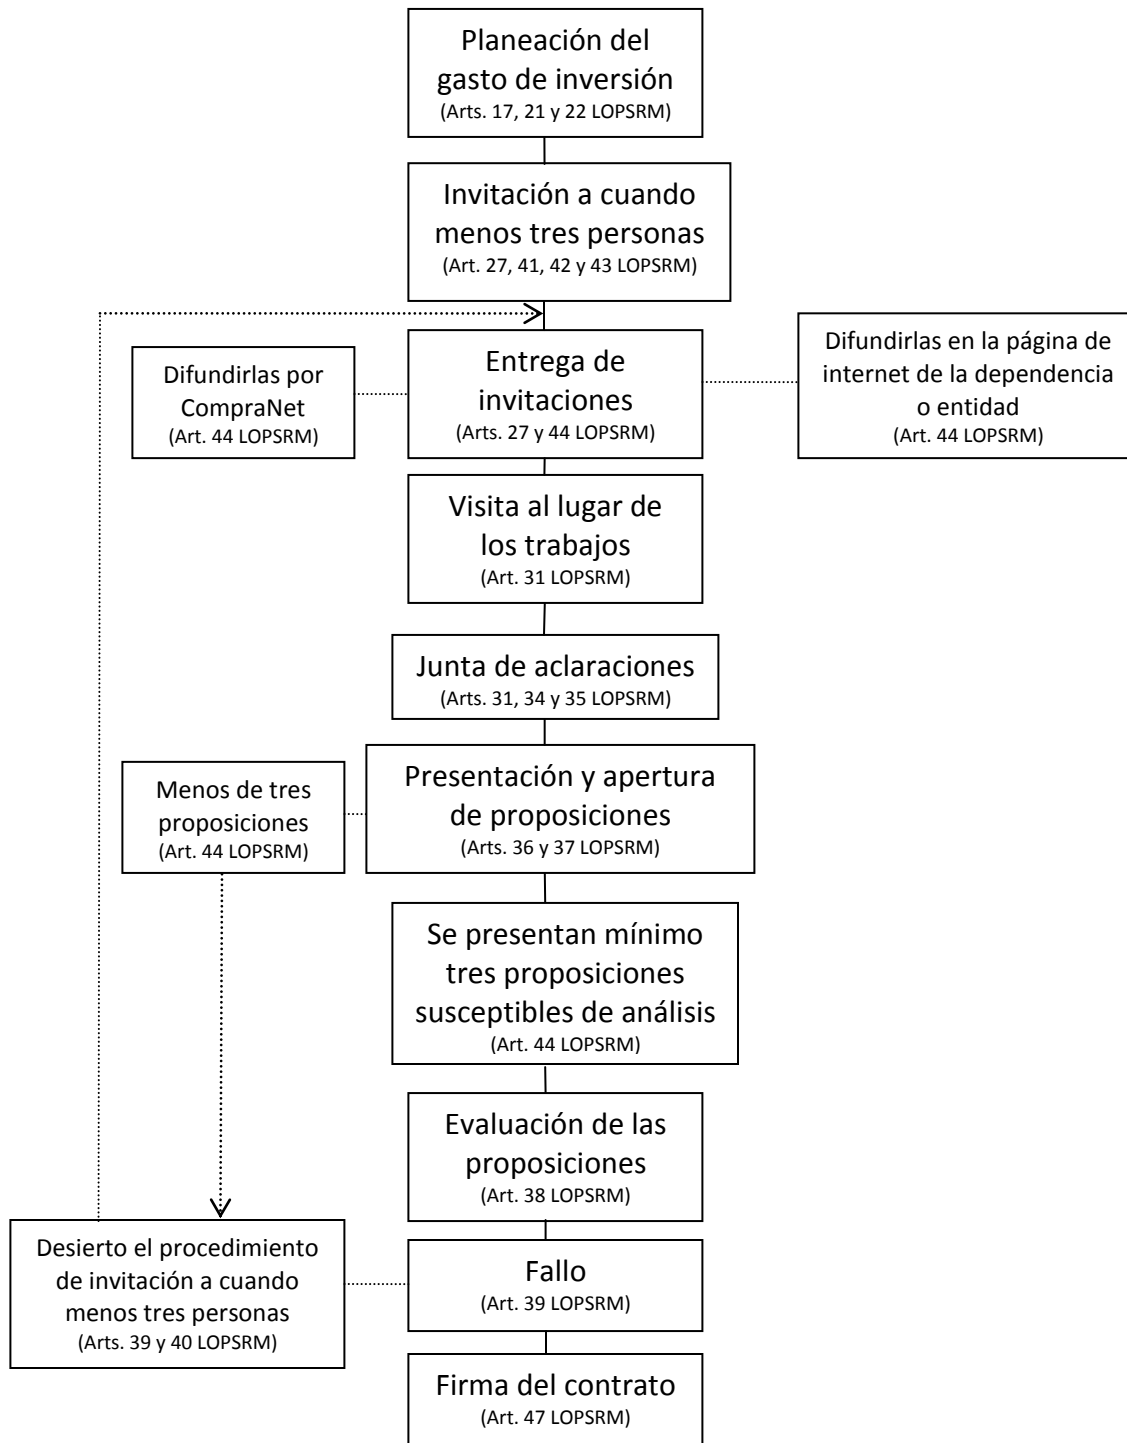 Planeación del
gasto de inversión
(Arts. 17, 21 y 22 LOPSRM)
Invitación a cuando
menos tres personas
(Art. 27, 41, 42 y 43 LOPSRM)
Difundirlas por
CompraNet
(Art. 44 LOPSRM)
Entrega de
invitaciones
(Arts. 27 y 44 LOPSRM)
Difundirlas en la página de
internet de la dependencia
o entidad
(Art. 44 LOPSRM)
Visita al lugar de
los trabajos
(Art. 31 LOPSRM)
Junta de aclaraciones
(Arts. 31, 34 y 35 LOPSRM)
Menos de tres
proposiciones
(Art. 44 LOPSRM)
Presentación y apertura
de proposiciones
(Arts. 36 y 37 LOPSRM)
Se presentan mínimo
tres proposiciones
susceptibles de análisis
(Art. 44 LOPSRM)
Evaluación de las
proposiciones
(Art. 38 LOPSRM)
Desierto el procedimiento
de invitación a cuando
menos tres personas
(Arts. 39 y 40 LOPSRM)
Fallo
(Art. 39 LOPSRM)
Firma del contrato
(Art. 47 LOPSRM)